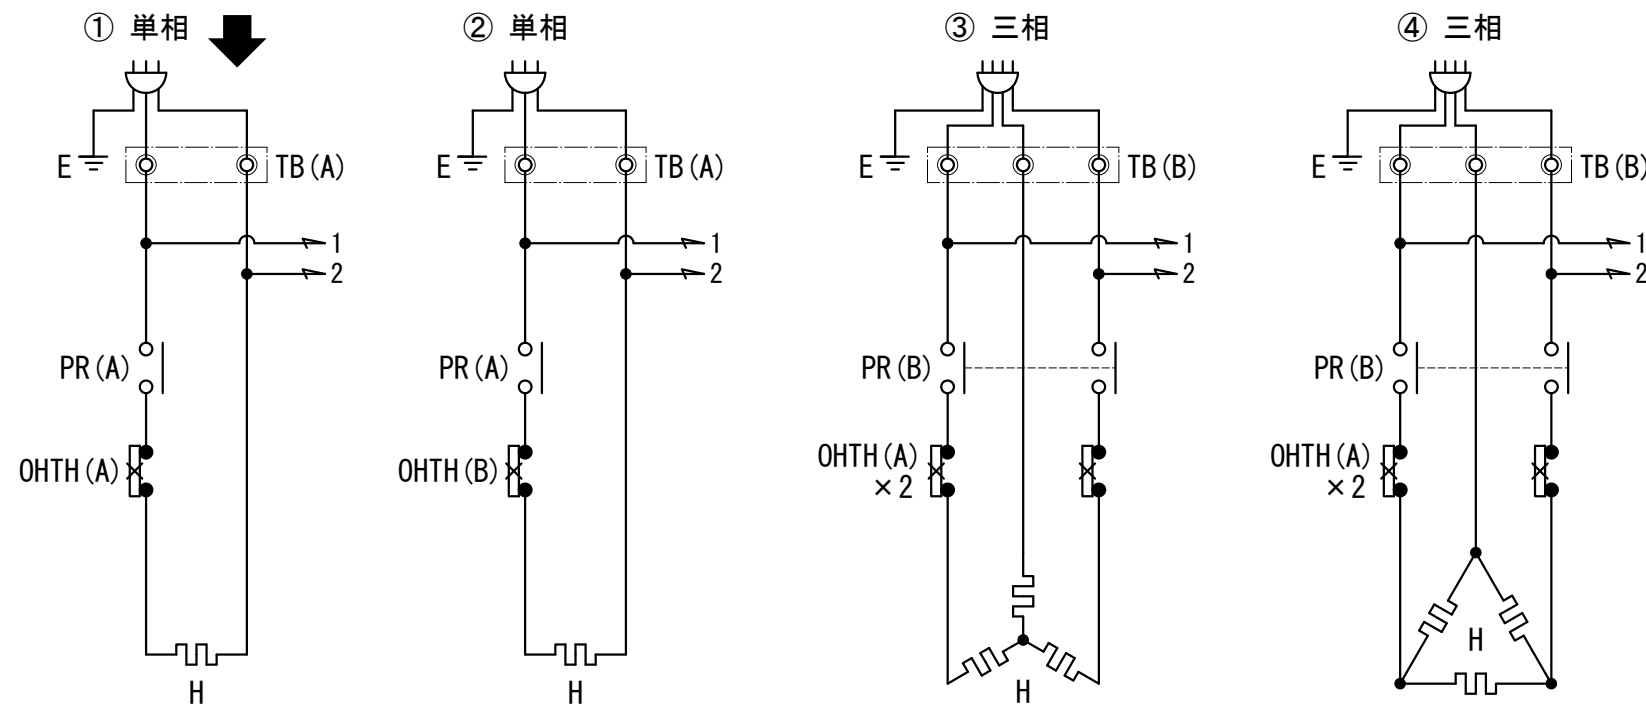 ① 単相
② 単相
③ 三相
④ 三相
E
TB(A)
E
TB(A)
E
TB(B)
E
TB(B)
1
1
1
1
2
2
2
2
PR(A)
PR(A)
PR(B)
PR(B)
OHTH(A)
OHTH(B)
OHTH(A)
×2
OHTH(A)
×2
H
H
H
H